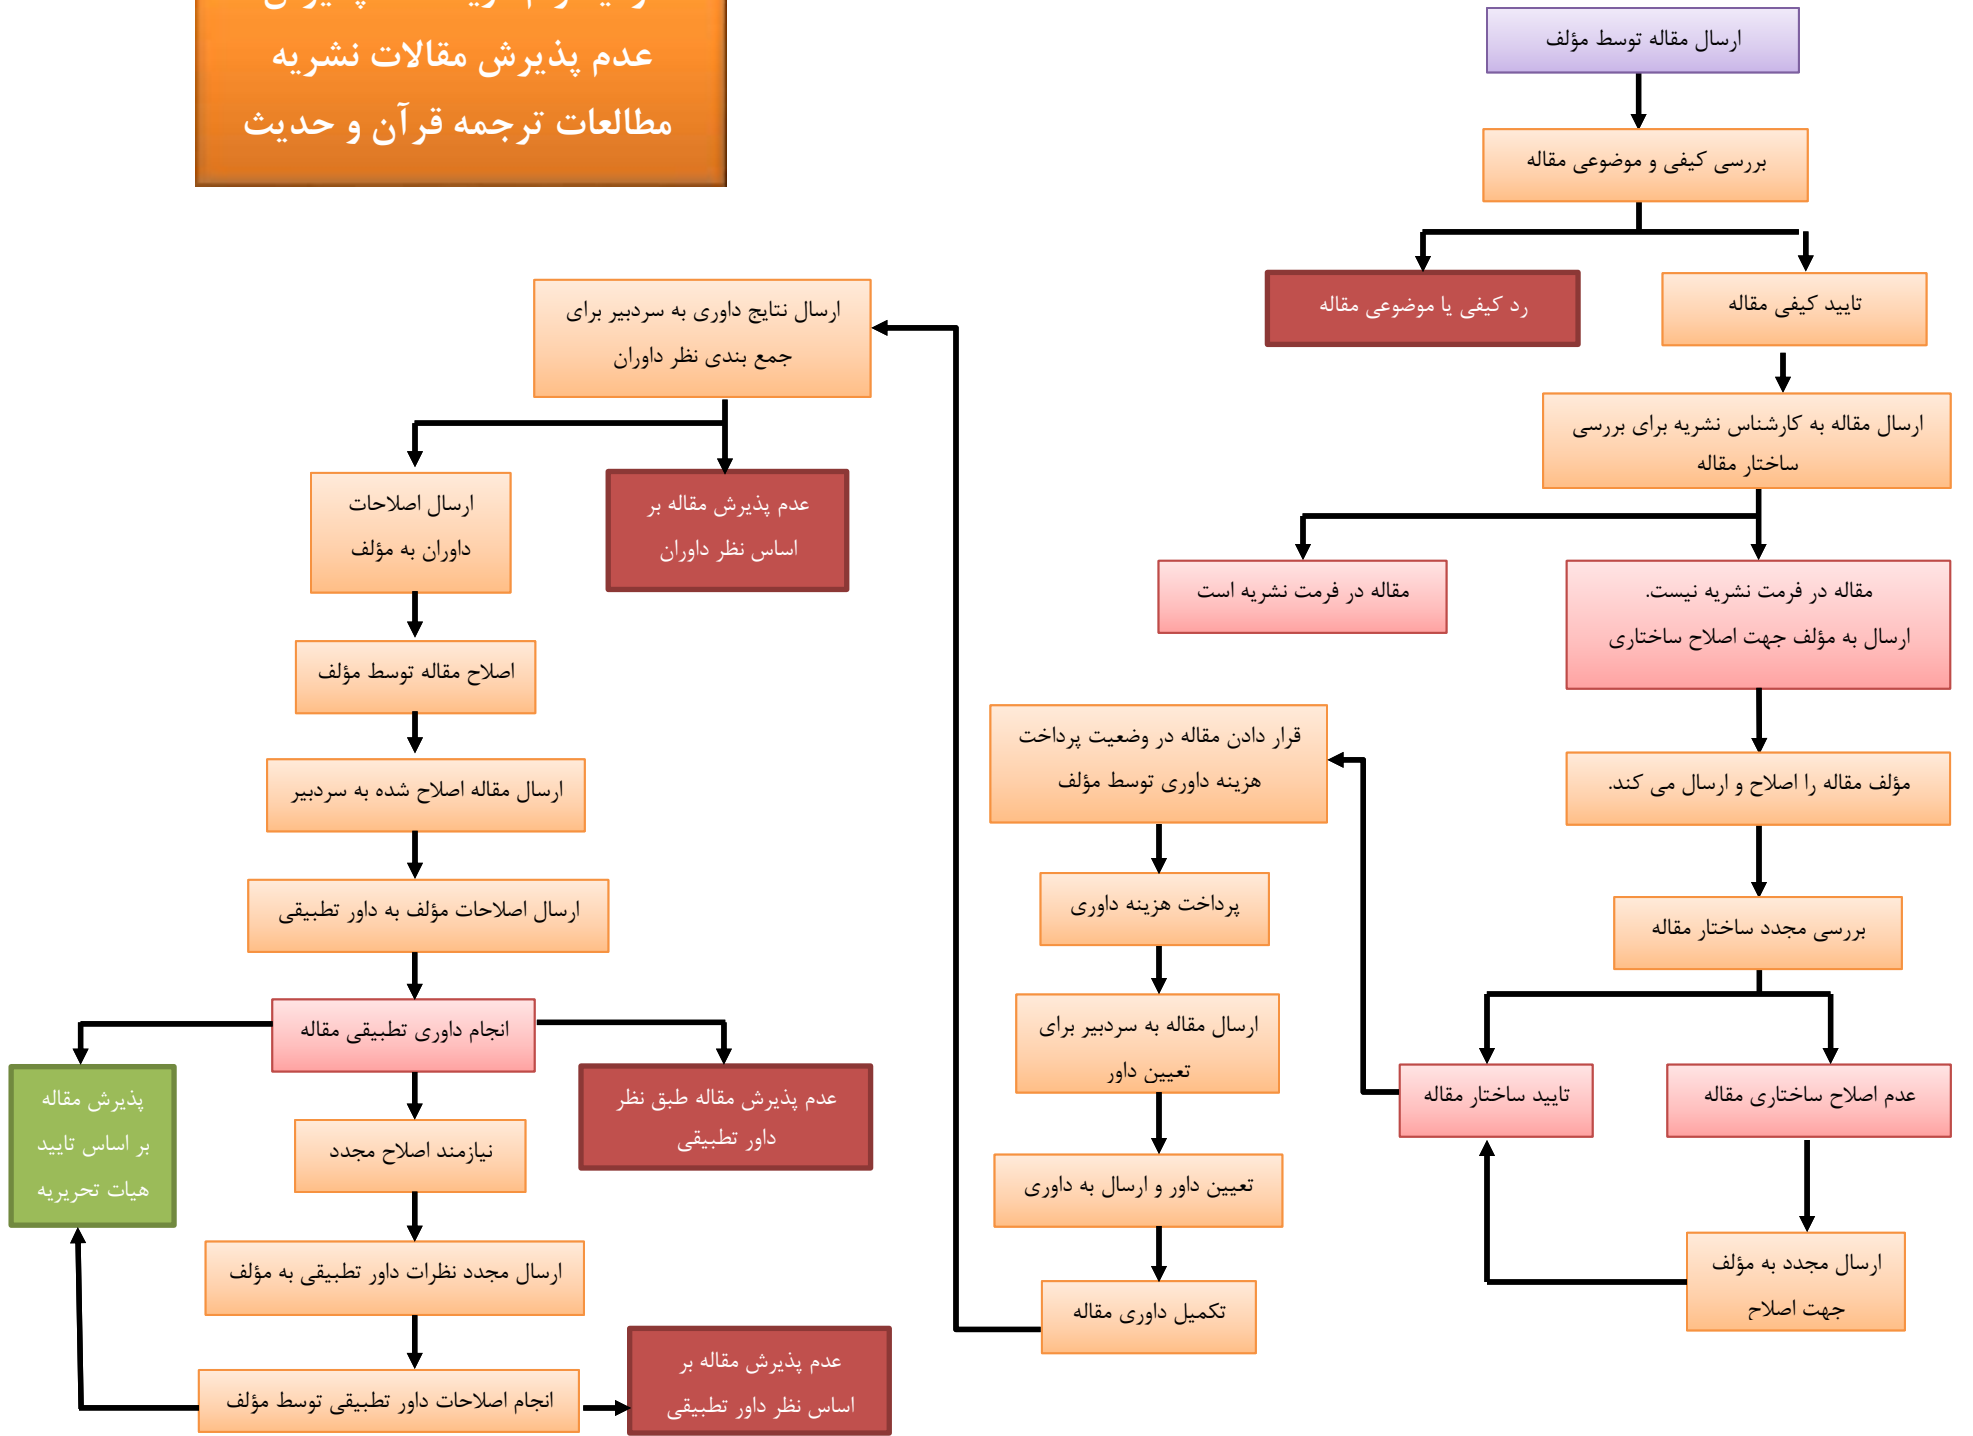 عدم پذیرش مقالات نشریه
مطالعات ترجمه قرآن و حدیث
ارسال مقاله توسط مؤلف
بررسی کیفی و موضوعی مقاله
تایید کیفی مقاله
رد کیفی یا موضوعی مقاله
ارسال مقاله به کارشناس نشریه برای بررسی
ساختار مقاله
مقاله در فرمت نشریه نیست.
ارسال به مؤلف جهت اصلاح ساختاری
مقاله در فرمت نشریه است
مؤلف مقاله را اصلاح و ارسال می کند.
بررسی مجدد ساختار مقاله
عدم اصلاح ساختاری مقاله
تایید ساختار مقاله
ارسال مجدد به مؤلف
جهت اصلاح
قرار دادن مقاله در وضعیت پرداخت
هزینه داوری توسط مؤلف
پرداخت هزینه داوری
ارسال مقاله به سردبیر برای
تعیین داور
تعیین داور و ارسال به داوری
تکمیل داوری مقاله
ارسال نتایج داوری به سردبیر برای
جمع بندی نظر داوران
عدم پذیرش مقاله بر
اساس نظر داوران
ارسال اصلاحات
داوران به مؤلف
اصلاح مقاله توسط مؤلف
ارسال مقاله اصلاح شده به سردبیر
ارسال اصلاحات مؤلف به داور تطبیقی
انجام داوری تطبیقی مقاله
عدم پذیرش مقاله طبق نظر
داور تطبیقی
پذیرش مقاله
بر اساس تایید
هیات تحریریه
نیازمند اصلاح مجدد
ارسال مجدد نظرات داور تطبیقی به مؤلف
انجام اصلاحات داور تطبیقی توسط مؤلف
عدم پذیرش مقاله بر
اساس نظر داور تطبیقی